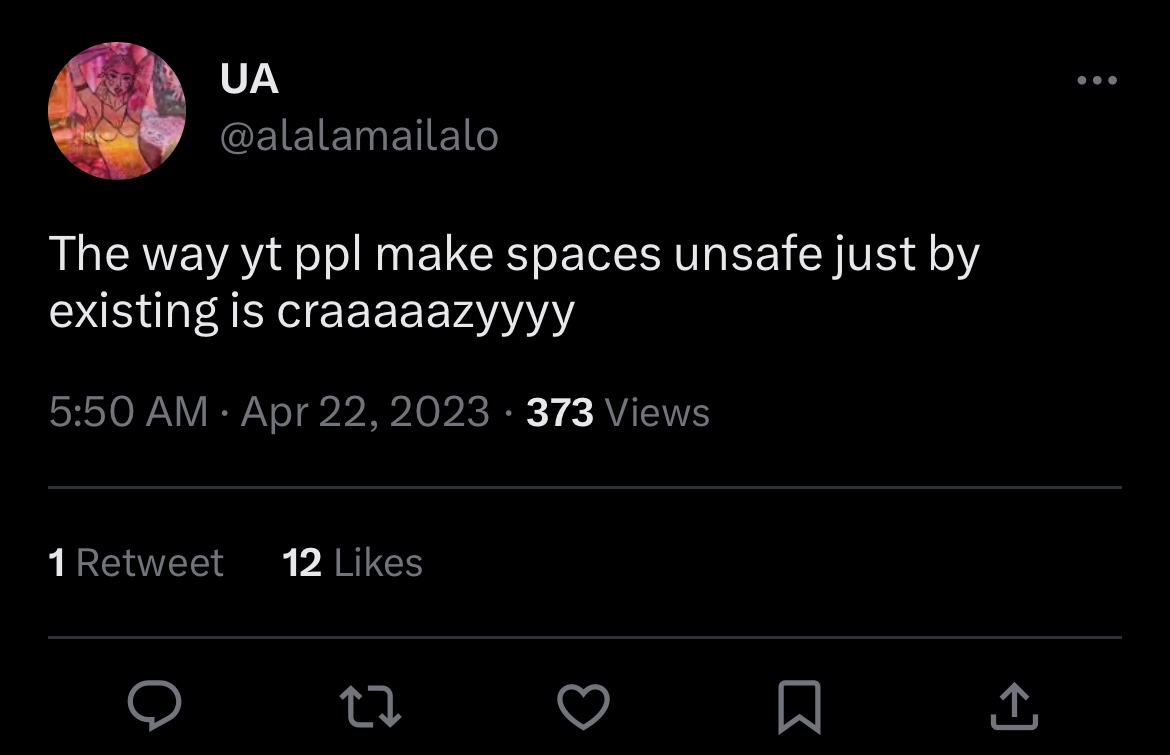 UA
@alalamailalo
The way yt ppl make spaces unsafe just by
existing is craaaaaazyyyy
5:50 AM · Apr 22, 2023 · 373 Views
1 Retweet 12 Likes